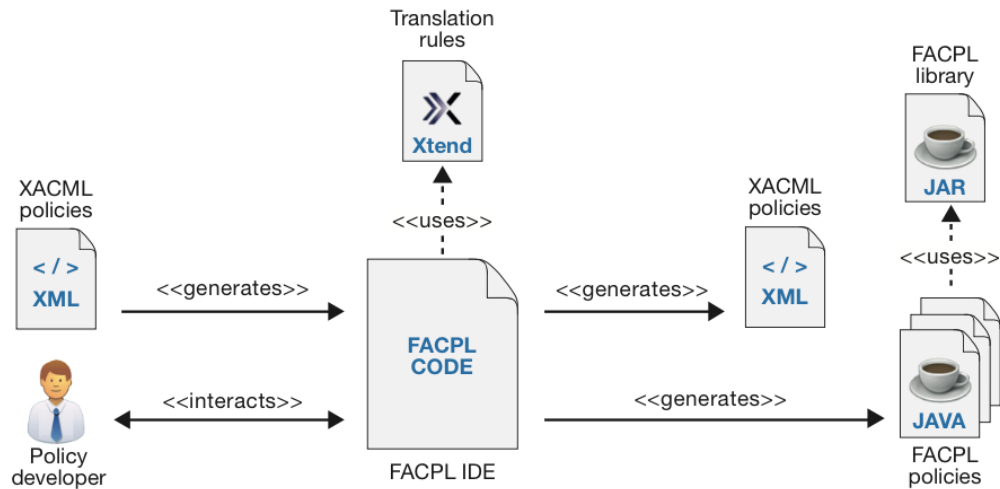 Translation
rules
Xtend
<<uses>>
FACPL
library
JAR
<<uses>>
XACML
policies
</>
XML
<<generates>>
FACPL
CODE
<<generates>>
XACML
policies
</>
XML
Policy
developer
<<interacts>>
FACPL IDE
<<generates>>
JAVA
FACPL
policies